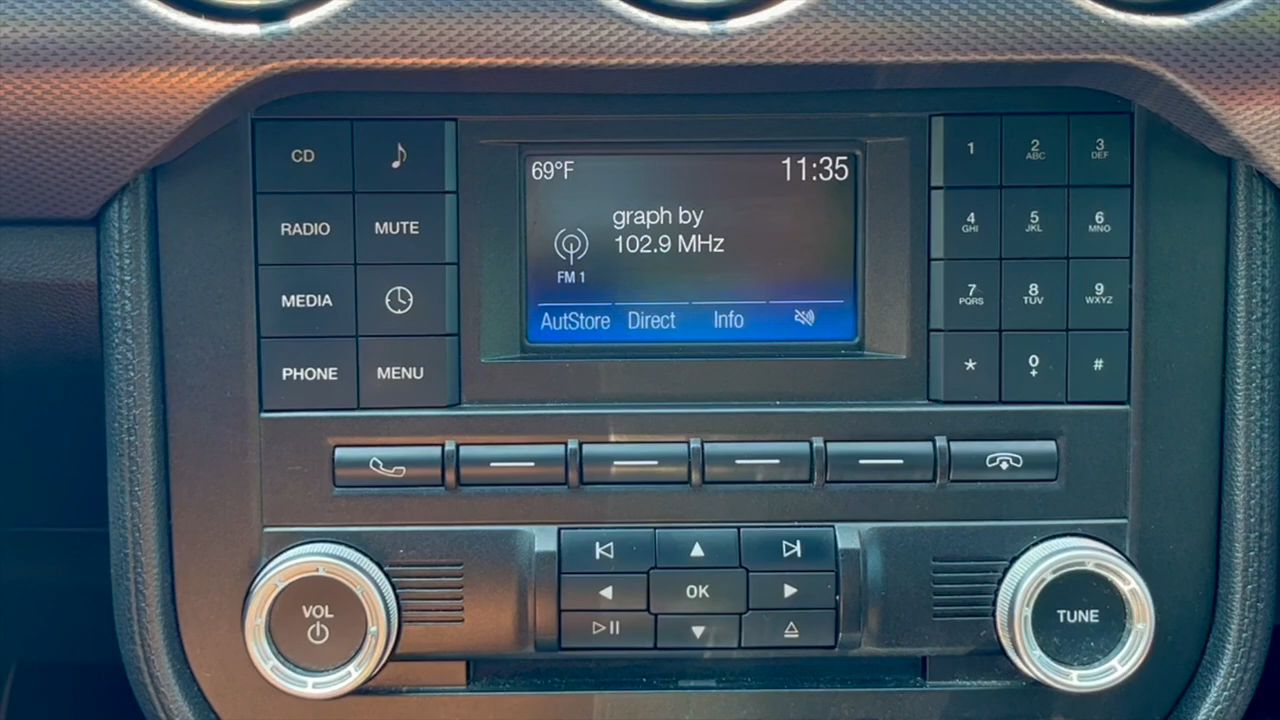 69°F 11:35
graph by
102.9 MHz
FM 1
AutStore Direct Info
CD
RADIO MUTE
MEDIA
PHONE MENU
1 2 ABC 3 DEF
4 GHI 5 JKL 6 MNO
7 PQRS 8 TUV 9 WXYZ
* 0 + #
VOL
OK
TUNE